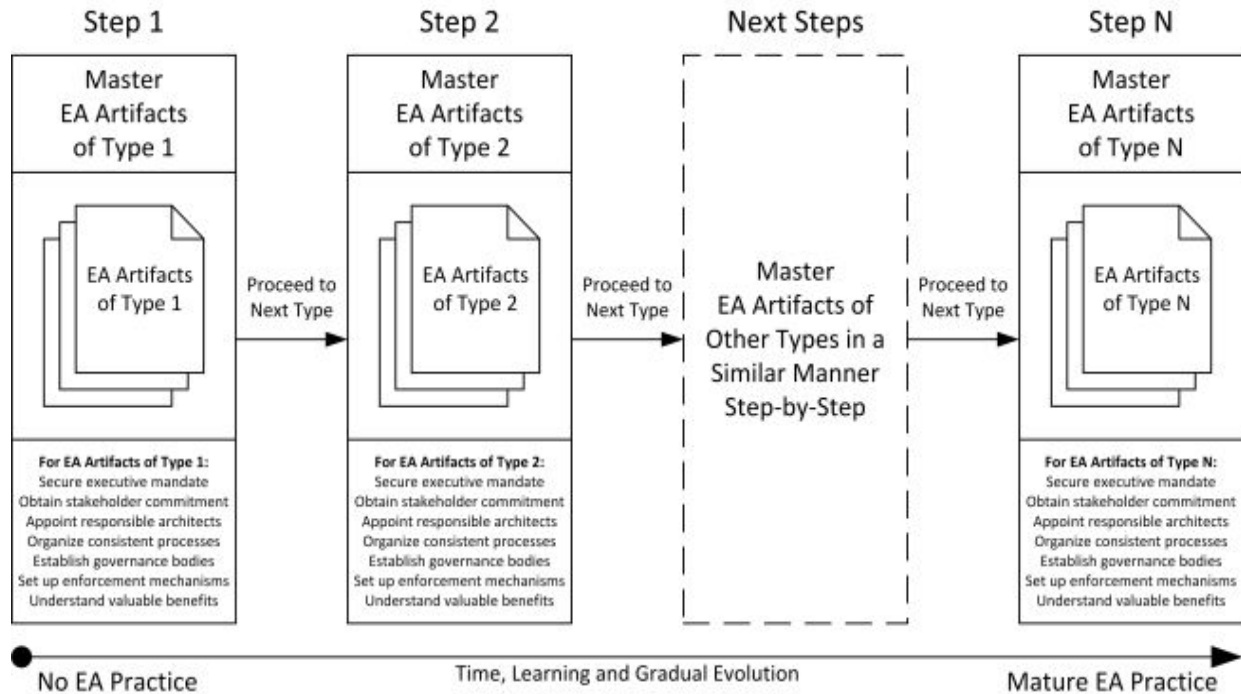 Step 1
Step 2
Next Steps
Step N
Master
EA Artifacts
of Type 1
EA Artifacts
of Type 1
For EA Artifacts of Type 1:
Secure executive mandate
Obtain stakeholder commitment
Appoint responsible architects
Organize consistent processes
Establish governance bodies
Set up enforcement mechanisms
Understand valuable benefits
Proceed to
Next Type
Master
EA Artifacts
of Type 2
EA Artifacts
of Type 2
For EA Artifacts of Type 2:
Secure executive mandate
Obtain stakeholder commitment
Appoint responsible architects
Organize consistent processes
Establish governance bodies
Set up enforcement mechanisms
Understand valuable benefits
Proceed to
Next Type
Master
EA Artifacts of
Other Types in a
Similar Manner
Step-by-Step
Proceed to
Next Type
Master
EA Artifacts
of Type N
EA Artifacts
of Type N
For EA Artifacts of Type N:
Secure executive mandate
Obtain stakeholder commitment
Appoint responsible architects
Organize consistent processes
Establish governance bodies
Set up enforcement mechanisms
Understand valuable benefits
No EA Practice
Time, Learning and Gradual Evolution
Mature EA Practice